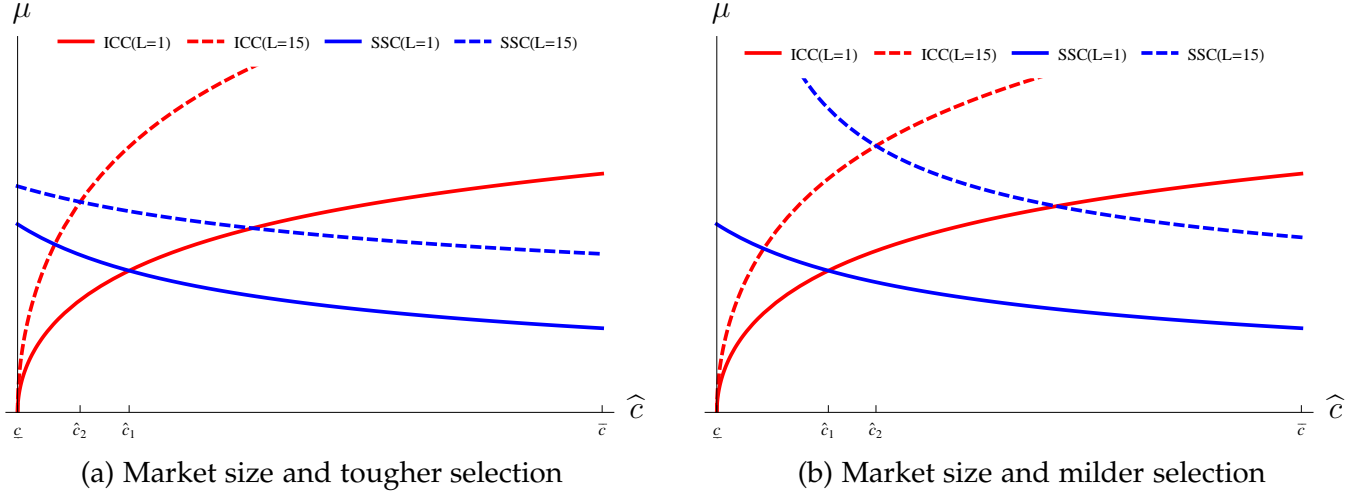 μ
ICC(L=1) ICC(L=15) SSC(L=1) SSC(L=15)
c̲ ĉ₂ ĉ₁ c̄ ĉ
(a) Market size and tougher selection
μ
ICC(L=1) ICC(L=15) SSC(L=1) SSC(L=15)
c̲ ĉ₁ ĉ₂ c̄ ĉ
(b) Market size and milder selection